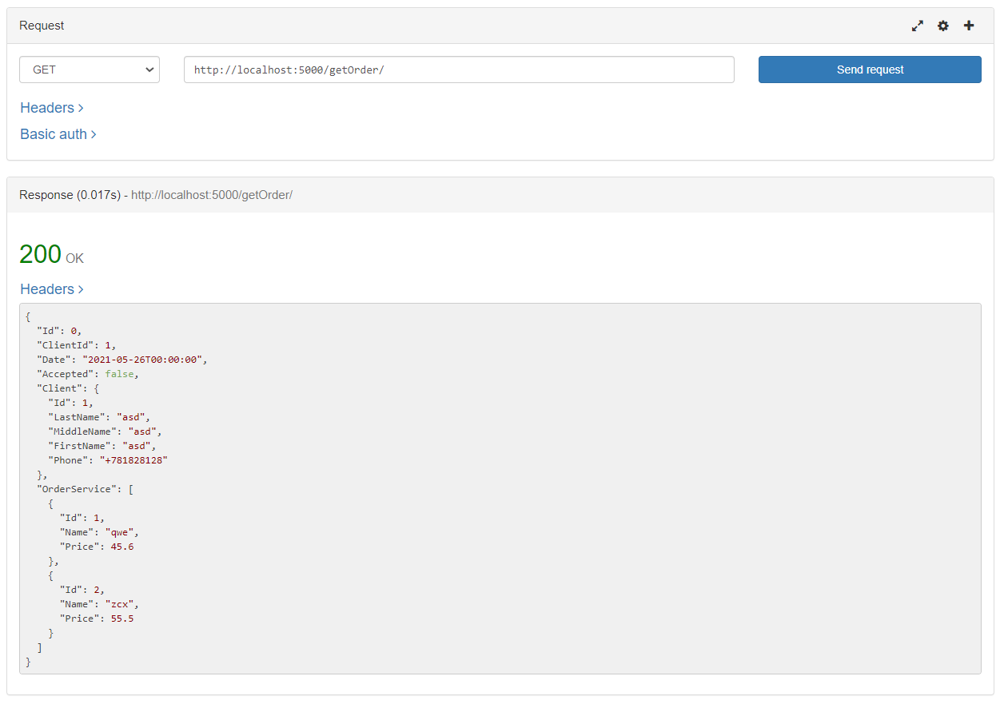 Request
GET http://localhost:5000/getOrder/ Send request
Headers
Basic auth
Response (0.017s) - http://localhost:5000/getOrder/
200 OK
Headers
{
  "Id": 0,
  "ClientId": 1,
  "Date": "2021-05-26T00:00:00",
  "Accepted": false,
  "Client": {
    "Id": 1,
    "LastName": "asd",
    "MiddleName": "asd",
    "FirstName": "asd",
    "Phone": "+781828128"
  },
  "OrderService": [
    {
      "Id": 1,
      "Name": "qwe",
      "Price": 45.6
    },
    {
      "Id": 2,
      "Name": "zcx",
      "Price": 55.5
    }
  ]
}